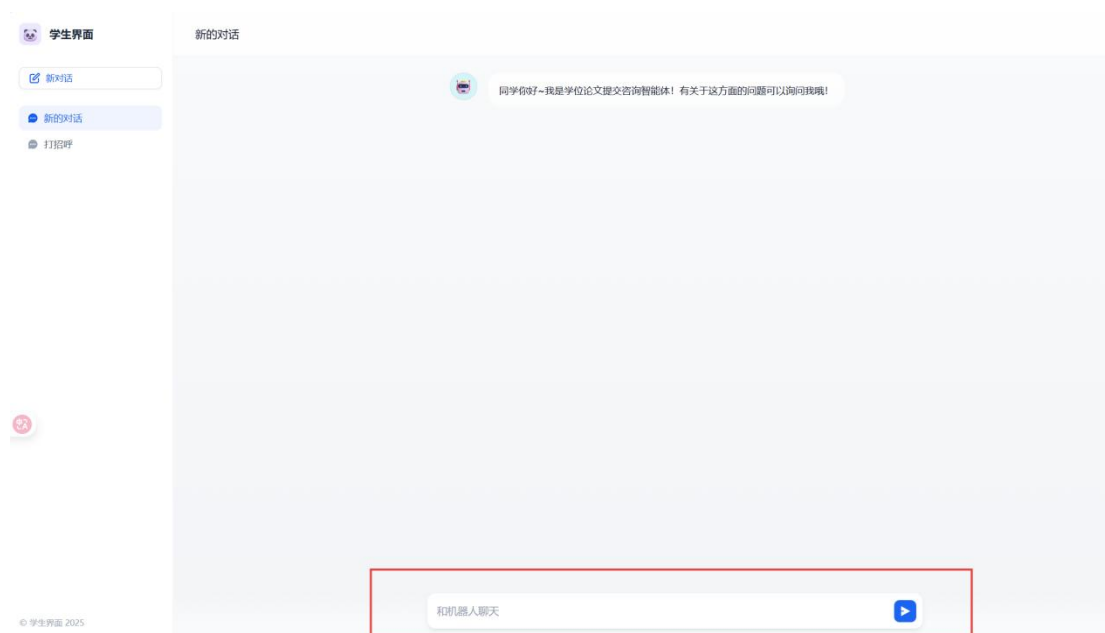 学生界面
新的对话
新对话
同学你好~我是学位论文提交咨询智能体！有关于这方面的问题可以询问我哦！
新的对话
打招呼
和机器人聊天
© 学生界面 2025